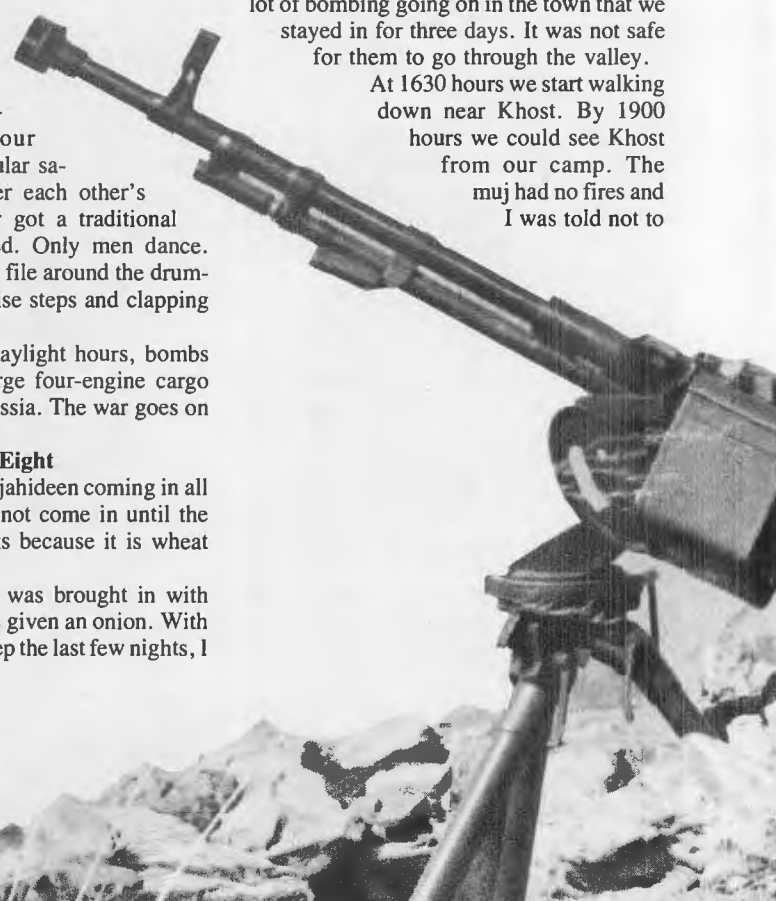 our
ular sa-
er each other's
got a traditional
ed. Only men dance.
file around the drum-
ise steps and clapping
aylight hours, bombs
rge four-engine cargo
ssia. The war goes on
Eight
jahideen coming in all
not come in until the
ks because it is wheat
was brought in with
s given an onion. With
ep the last few nights, I
lot of bombing going on in the town that we
stayed in for three days. It was not safe
for them to go through the valley.
At 1630 hours we start walking
down near Khost. By 1900
hours we could see Khost
from our camp. The
muj had no fires and
I was told not to